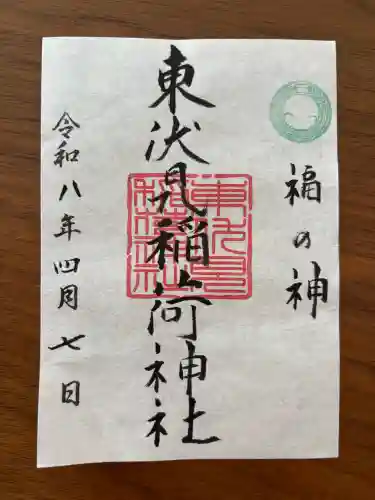 福の神
東伏見稲荷神社
令和八年四月七日